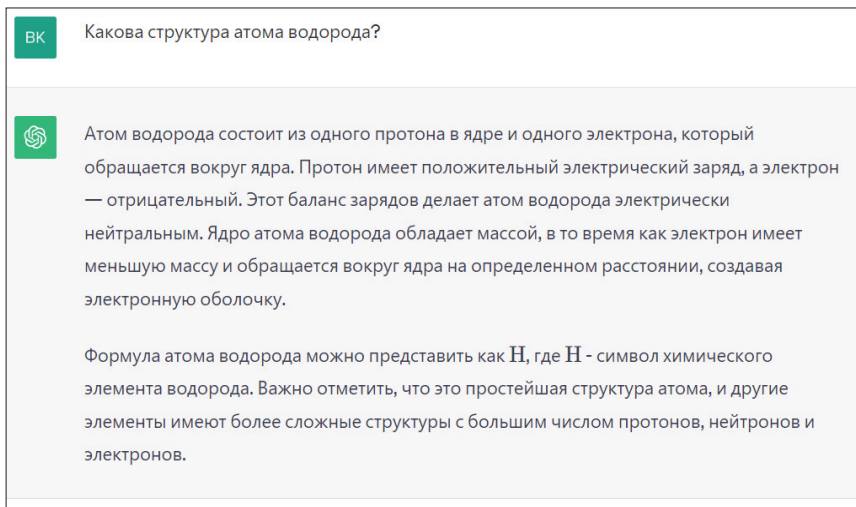 ВК
Какова структура атома водорода?
Атом водорода состоит из одного протона в ядре и одного электрона, который
обращается вокруг ядра. Протон имеет положительный электрический заряд, а электрон
— отрицательный. Этот баланс зарядов делает атом водорода электрически
нейтральным. Ядро атома водорода обладает массой, в то время как электрон имеет
меньшую массу и обращается вокруг ядра на определенном расстоянии, создавая
электронную оболочку.
Формула атома водорода можно представить как H, где H - символ химического
элемента водорода. Важно отметить, что это простейшая структура атома, и другие
элементы имеют более сложные структуры с большим числом протонов, нейтронов и
электронов.